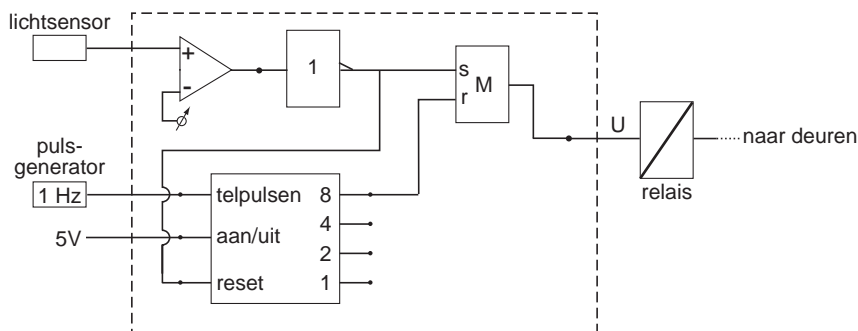 lichtsensor
+
-
1
s
r
M
U
naar deuren
relais
puls-
generator
1 Hz
5V
telpulsen 8
4
aan/uit
2
reset 1